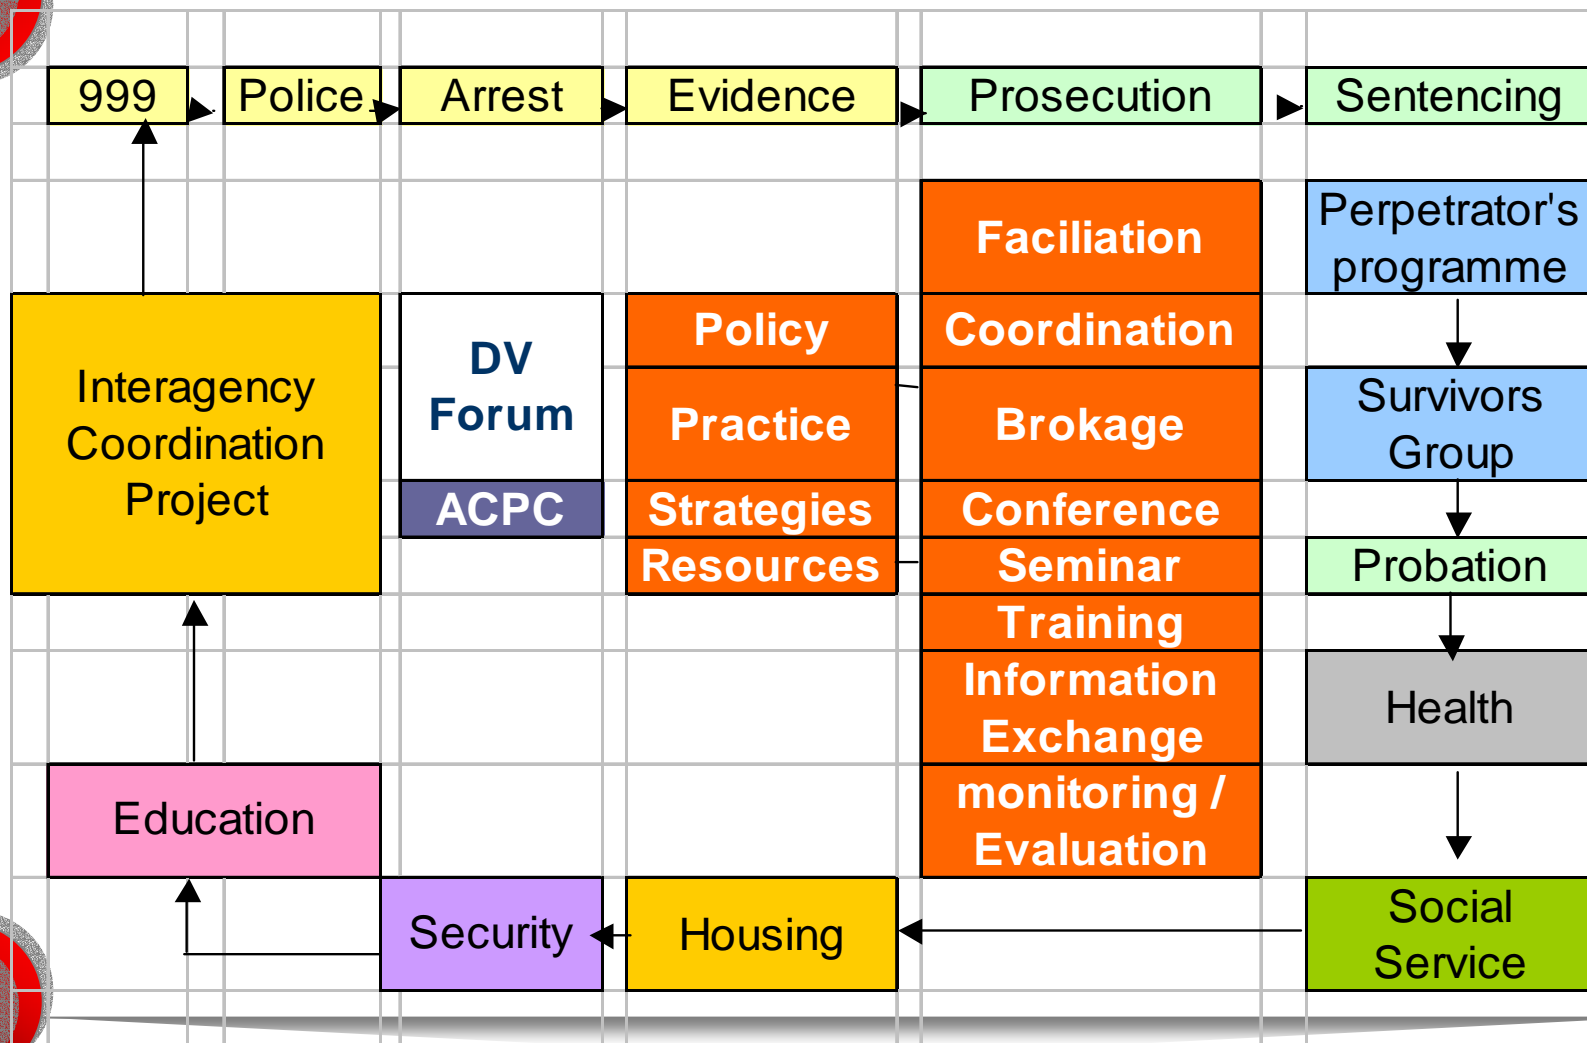 999
Police
Arrest
Evidence
Prosecution
Sentencing
Interagency
Coordination
Project
DV
Forum
ACPC
Policy
Practice
Strategies
Resources
Faciliation
Coordination
Brokage
Conference
Seminar
Training
Information
Exchange
monitoring /
Evaluation
Perpetrator's
programme
Survivors
Group
Probation
Health
Social
Service
Housing
Security
Education